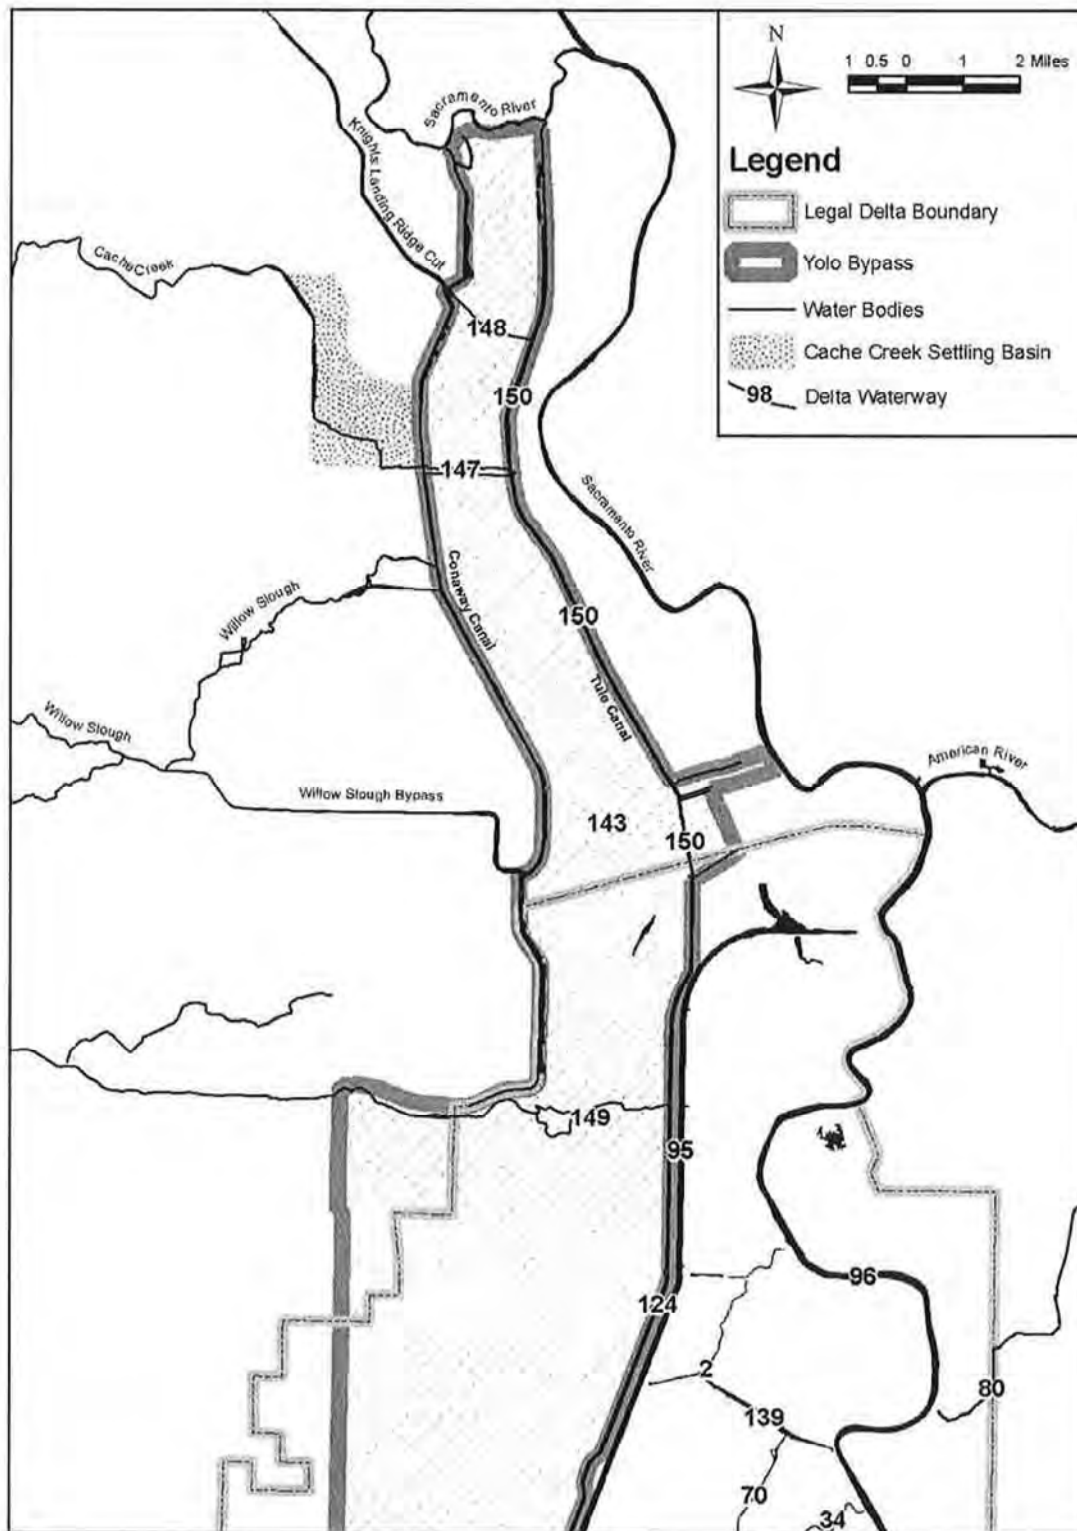 N
1 0.5 0 1 2 Miles
Legend
Legal Delta Boundary
Yolo Bypass
Water Bodies
Cache Creek Settling Basin
98 Delta Waterway
Sacramento River
Knights Landing Ridge Cut
CacheCreek
148
150
147
Sacramento River
Conaway Canal
Willow Slough
150
Tule Canal
Willow Slough
American River
Willow Slough Bypass
143
150
149
95
96
124
2
80
139
70
34